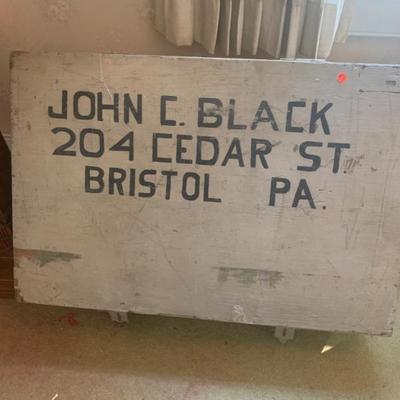 JOHN C. BLACK
204 CEDAR ST.
BRISTOL PA.